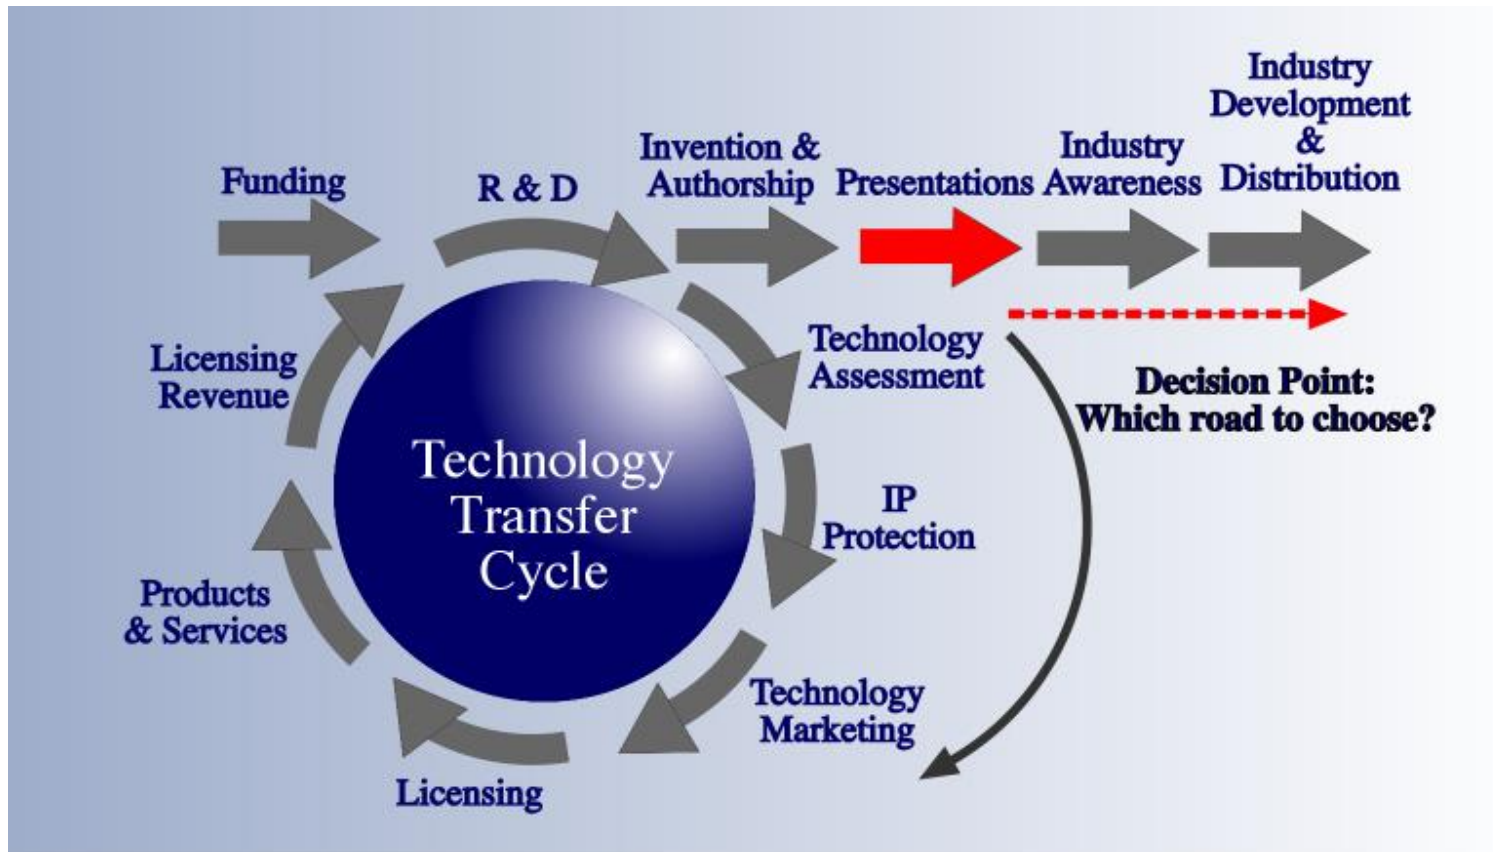 Funding
R & D
Invention &
Authorship
Presentations
Industry
Awareness
Industry
Development
&
Distribution
Technology
Assessment
Decision Point:
Which road to choose?
IP
Protection
Technology
Marketing
Licensing
Products
& Services
Licensing
Revenue
Technology
Transfer
Cycle